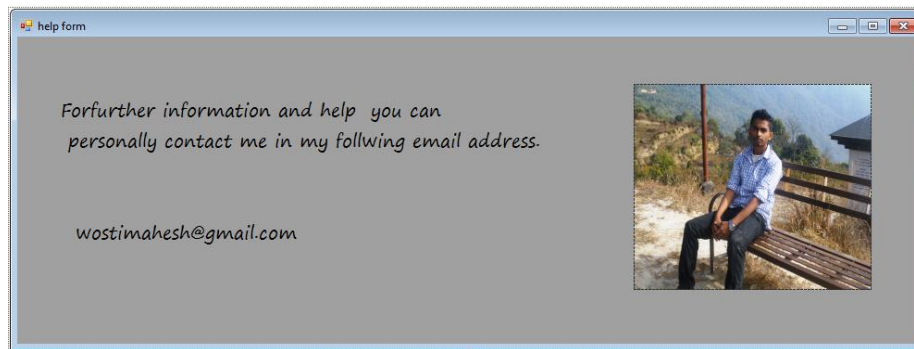 help form
Forfurther information and help you can
personally contact me in my follwing email address.
wostimahesh@gmail.com